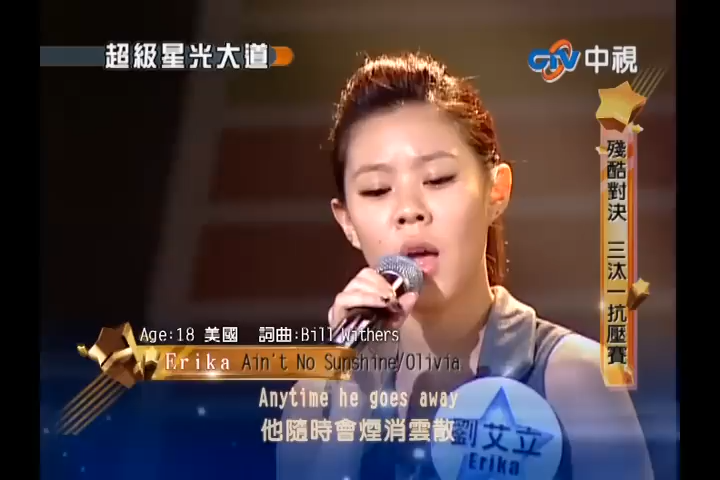 超級星光大道
CTV 中視
殘酷對決 三汰一抗壓賽
Age:18 美國 詞曲:Bill Withers
Erika Ain't No Sunshine/Olivia
Anytime he goes away
他隨時會煙消雲散
劉艾立
Erika